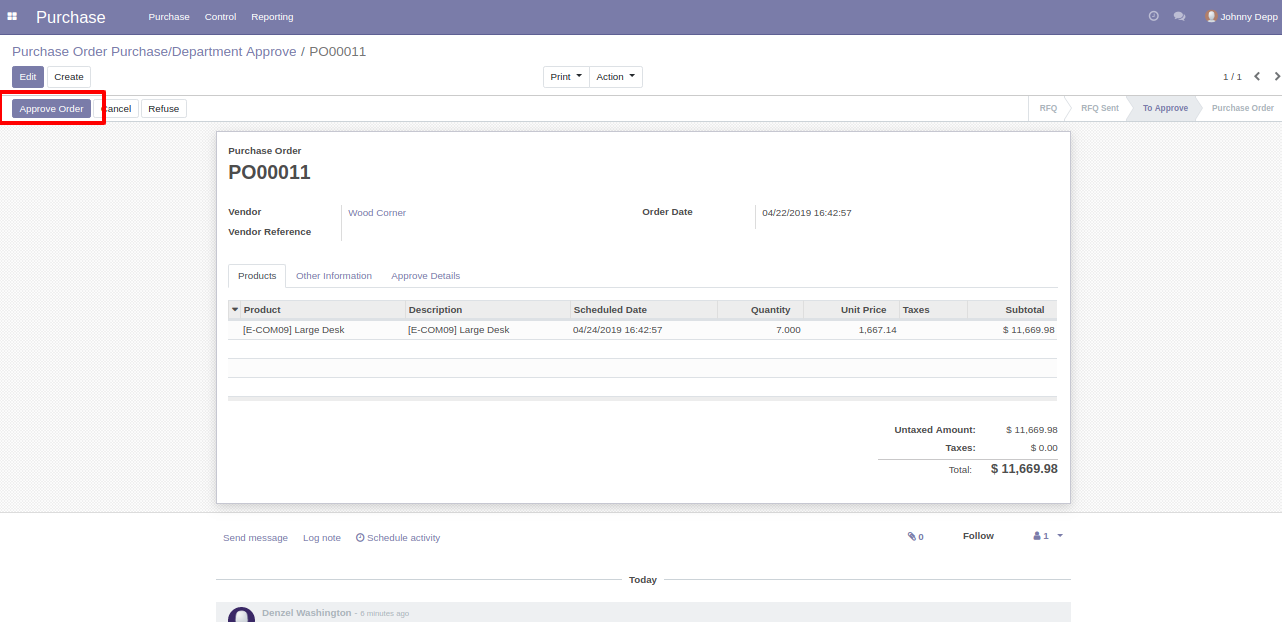 Purchase Purchase Control Reporting Johnny Depp
Purchase Order Purchase/Department Approve / PO00011
Edit Create Print Action 1 / 1
Approve Order Cancel Refuse RFQ RFQ Sent To Approve Purchase Order
Purchase Order
PO00011
Vendor Wood Corner Order Date 04/22/2019 16:42:57
Vendor Reference
Products Other Information Approve Details
Product Description Scheduled Date Quantity Unit Price Taxes Subtotal
[E-COM09] Large Desk [E-COM09] Large Desk 04/24/2019 16:42:57 7.000 1,667.14 $ 11,669.98
Untaxed Amount: $ 11,669.98
Taxes: $ 0.00
Total: $ 11,669.98
Send message Log note Schedule activity 0 Follow 1
Today
Denzel Washington - 6 minutes ago